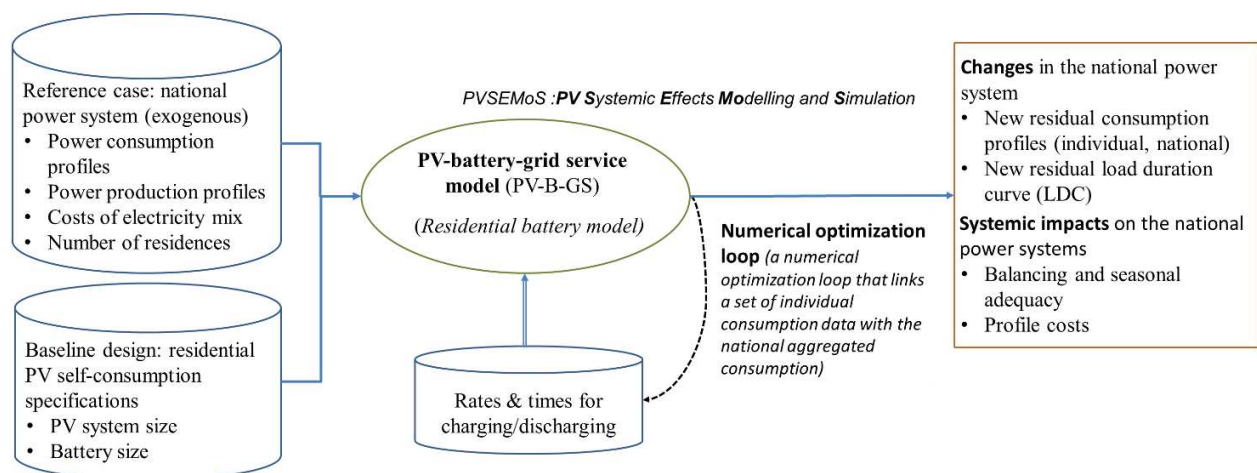 Reference case: national
power system (exogenous)
• Power consumption
profiles
• Power production profiles
• Costs of electricity mix
• Number of residences
Baseline design: residential
PV self-consumption
specifications
• PV system size
• Battery size
PVSEMoS :PV Systemic Effects Modelling and Simulation
PV-battery-grid service
model (PV-B-GS)
(Residential battery model)
Numerical optimization
loop (a numerical
optimization loop that links
a set of individual
consumption data with the
national aggregated
consumption)
Rates & times for
charging/discharging
Changes in the national power
system
• New residual consumption
profiles (individual, national)
• New residual load duration
curve (LDC)
Systemic impacts on the national
power systems
• Balancing and seasonal
adequacy
• Profile costs